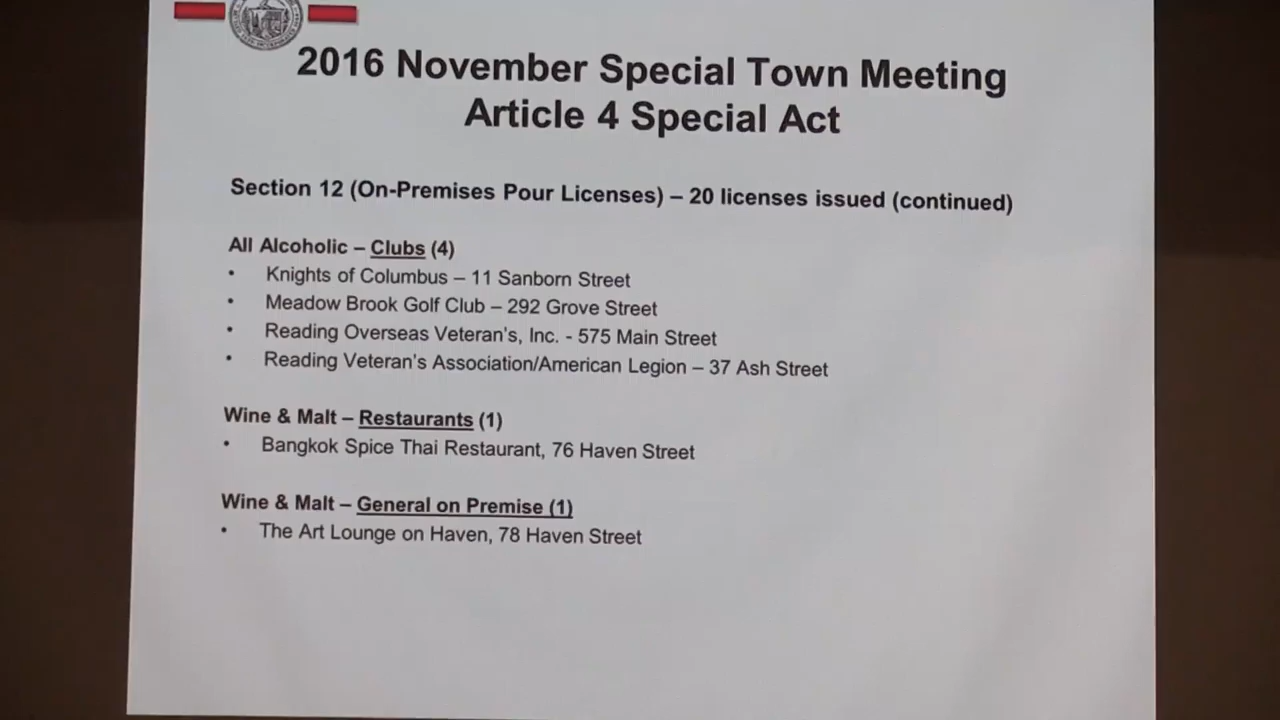 2016 November Special Town Meeting
Article 4 Special Act
Section 12 (On-Premises Pour Licenses) – 20 licenses issued (continued)
All Alcoholic – Clubs (4)
• Knights of Columbus – 11 Sanborn Street
• Meadow Brook Golf Club – 292 Grove Street
• Reading Overseas Veteran's, Inc. - 575 Main Street
• Reading Veteran's Association/American Legion – 37 Ash Street
Wine & Malt – Restaurants (1)
• Bangkok Spice Thai Restaurant, 76 Haven Street
Wine & Malt – General on Premise (1)
• The Art Lounge on Haven, 78 Haven Street